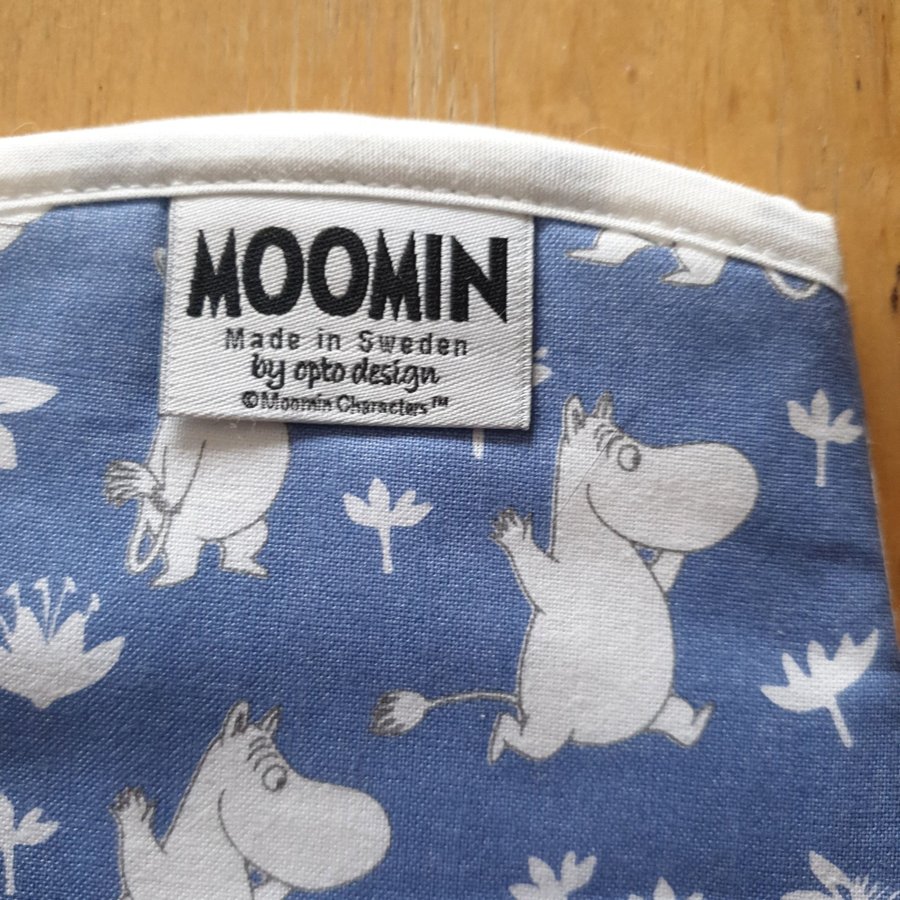 MOOMIN
Made in Sweden
by opto design
©Moomin Characters™